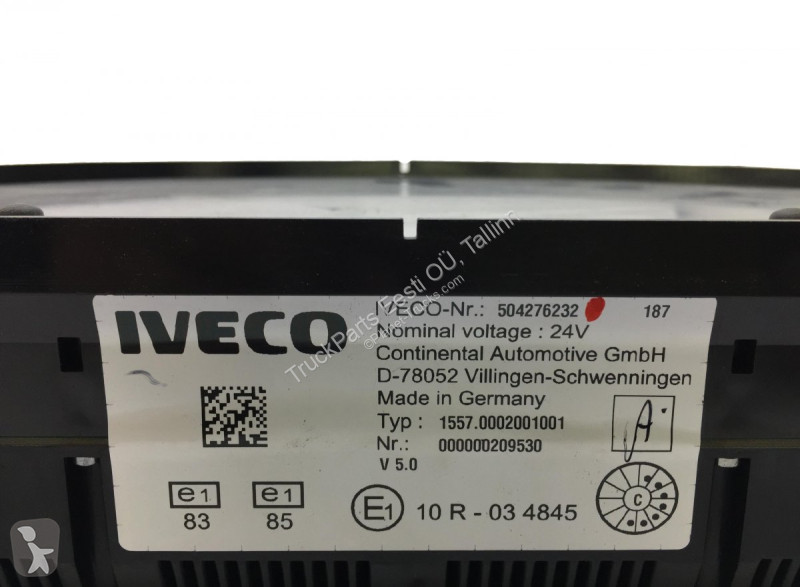 IVECO
IVECO-Nr.: 504276232 187
Nominal voltage : 24V
Continental Automotive GmbH
D-78052 Villingen-Schwenningen
Made in Germany
Typ : 1557.0002001001
Nr.: 000000209530
V 5.0
A
e1
83
e1
85
E1
10 R - 03 4845
C
TruckParts Eesti OÜ, Tallinn